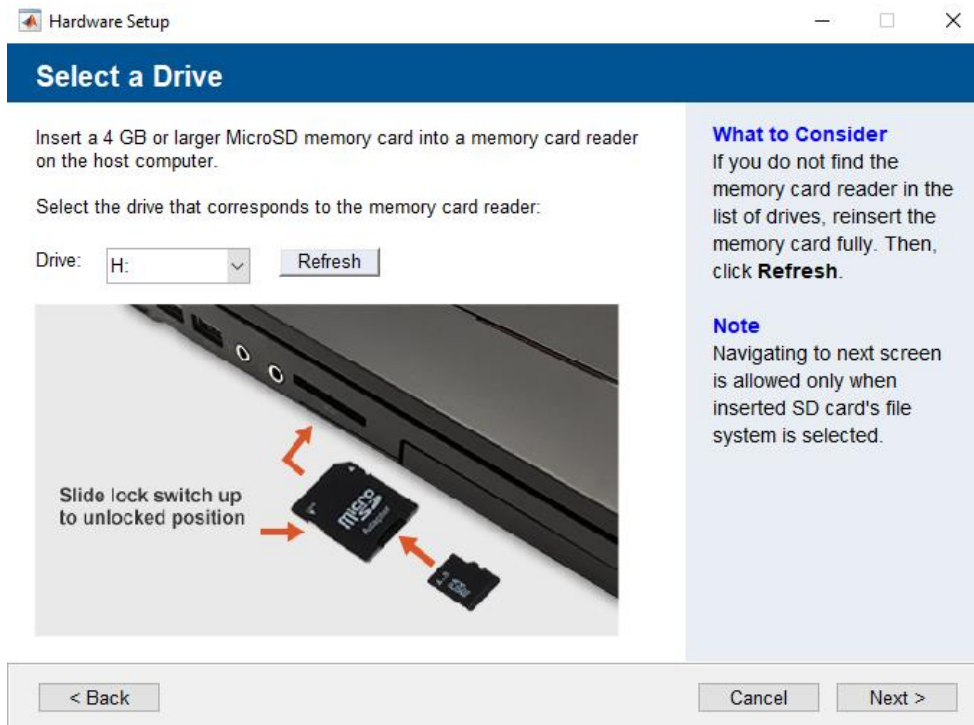 Hardware Setup
Select a Drive
Insert a 4 GB or larger MicroSD memory card into a memory card reader
on the host computer.
Select the drive that corresponds to the memory card reader:
Drive:
H:
Refresh
Slide lock switch up
to unlocked position
micro
SD
Adapter
What to Consider
If you do not find the
memory card reader in the
list of drives, reinsert the
memory card fully. Then,
click Refresh.
Note
Navigating to next screen
is allowed only when
inserted SD card's file
system is selected.
< Back
Cancel
Next >